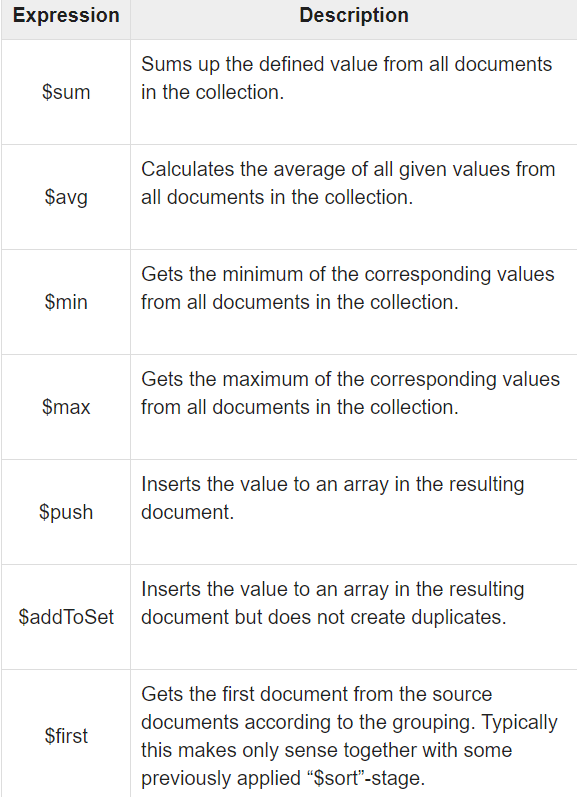 Expression Description
$sum
Sums up the defined value from all documents
in the collection.
$avg
Calculates the average of all given values from
all documents in the collection.
$min
Gets the minimum of the corresponding values
from all documents in the collection.
$max
Gets the maximum of the corresponding values
from all documents in the collection.
$push
Inserts the value to an array in the resulting
document.
$addToSet
Inserts the value to an array in the resulting
document but does not create duplicates.
$first
Gets the first document from the source
documents according to the grouping. Typically
this makes only sense together with some
previously applied “$sort”-stage.